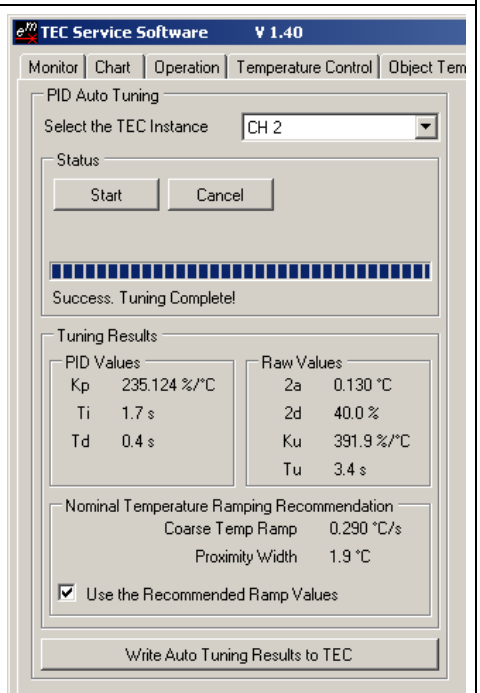 em TEC Service Software V 1.40
Monitor Chart Operation Temperature Control Object Tem
PID Auto Tuning
Select the TEC Instance CH 2
Status
Start Cancel
Success. Tuning Complete!
Tuning Results
PID Values
Kp 235.124 %/°C
Ti 1.7 s
Td 0.4 s
Raw Values
2a 0.130 °C
2d 40.0 %
Ku 391.9 %/°C
Tu 3.4 s
Nominal Temperature Ramping Recommendation
Coarse Temp Ramp 0.290 °C/s
Proximity Width 1.9 °C
Use the Recommended Ramp Values
Write Auto Tuning Results to TEC